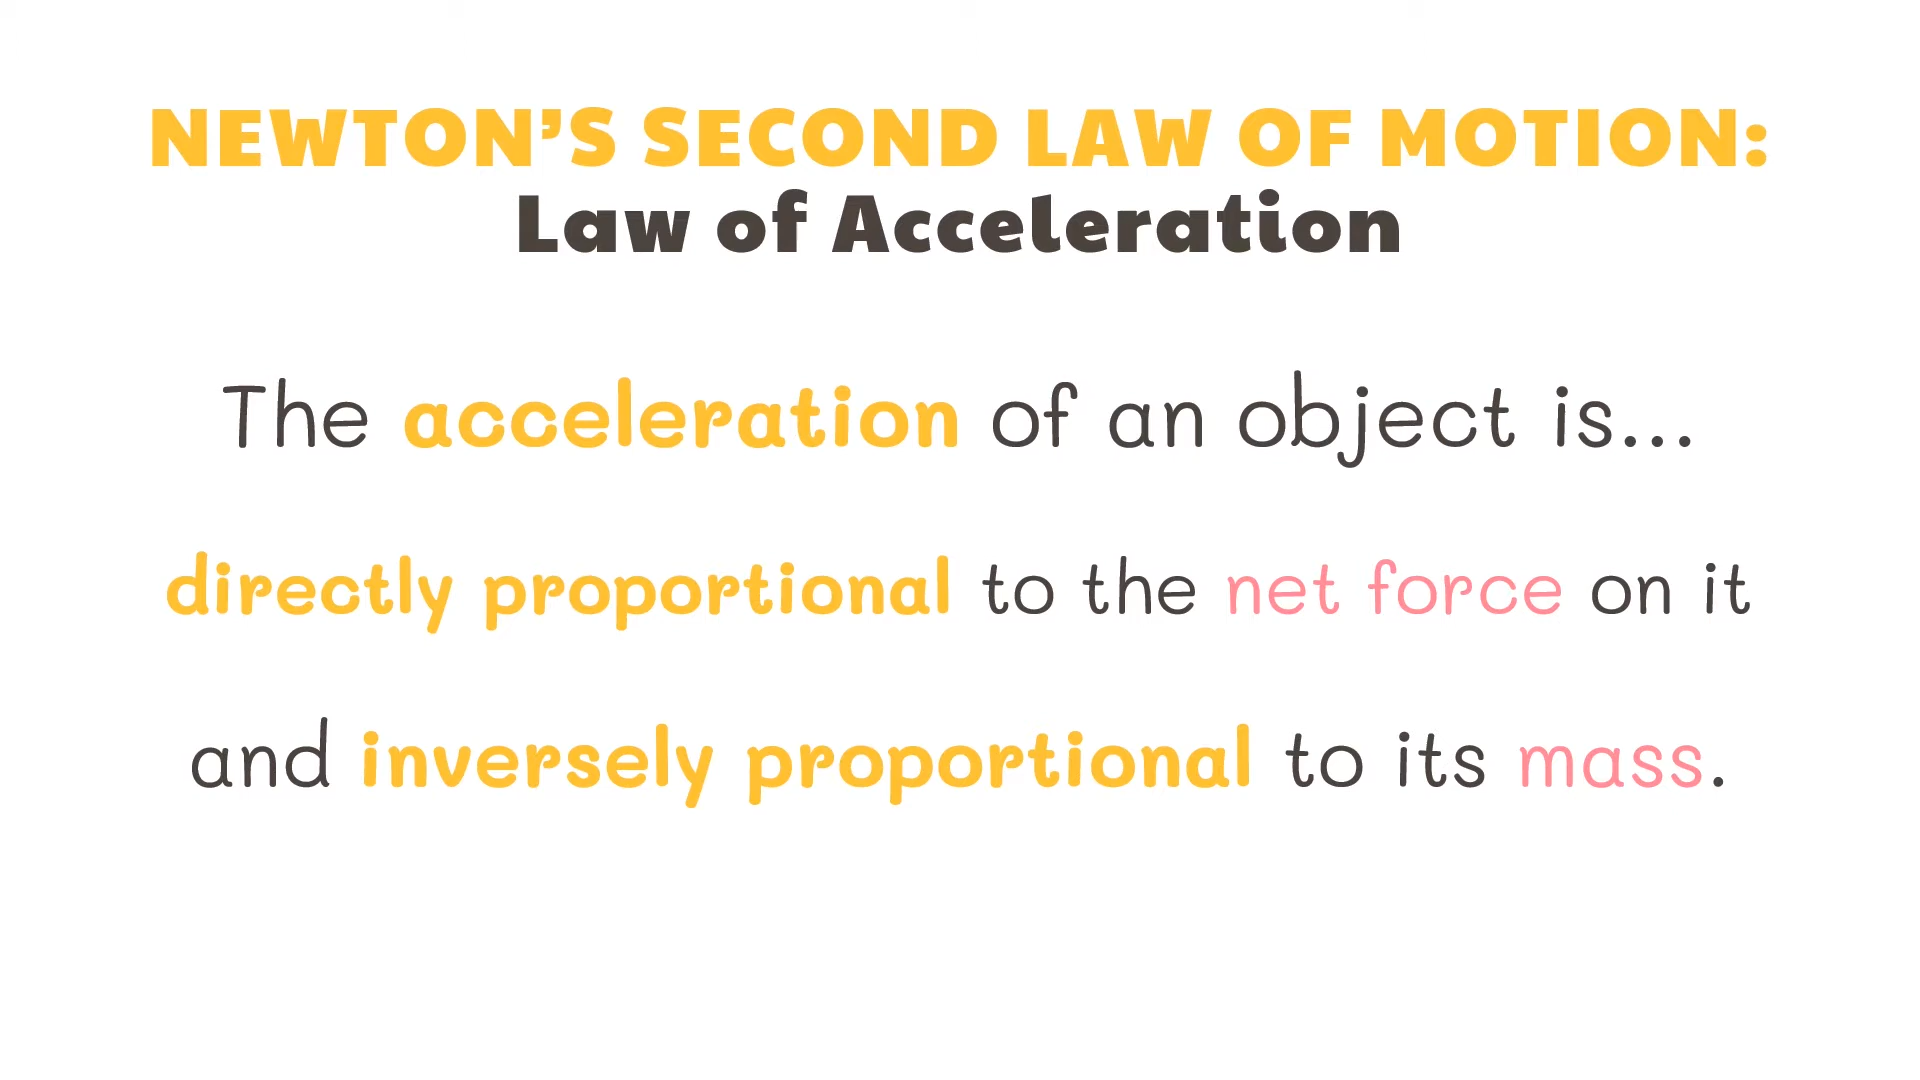 NEWTON’S SECOND LAW OF MOTION:
Law of Acceleration
The acceleration of an object is...
directly proportional to the net force on it
and inversely proportional to its mass.